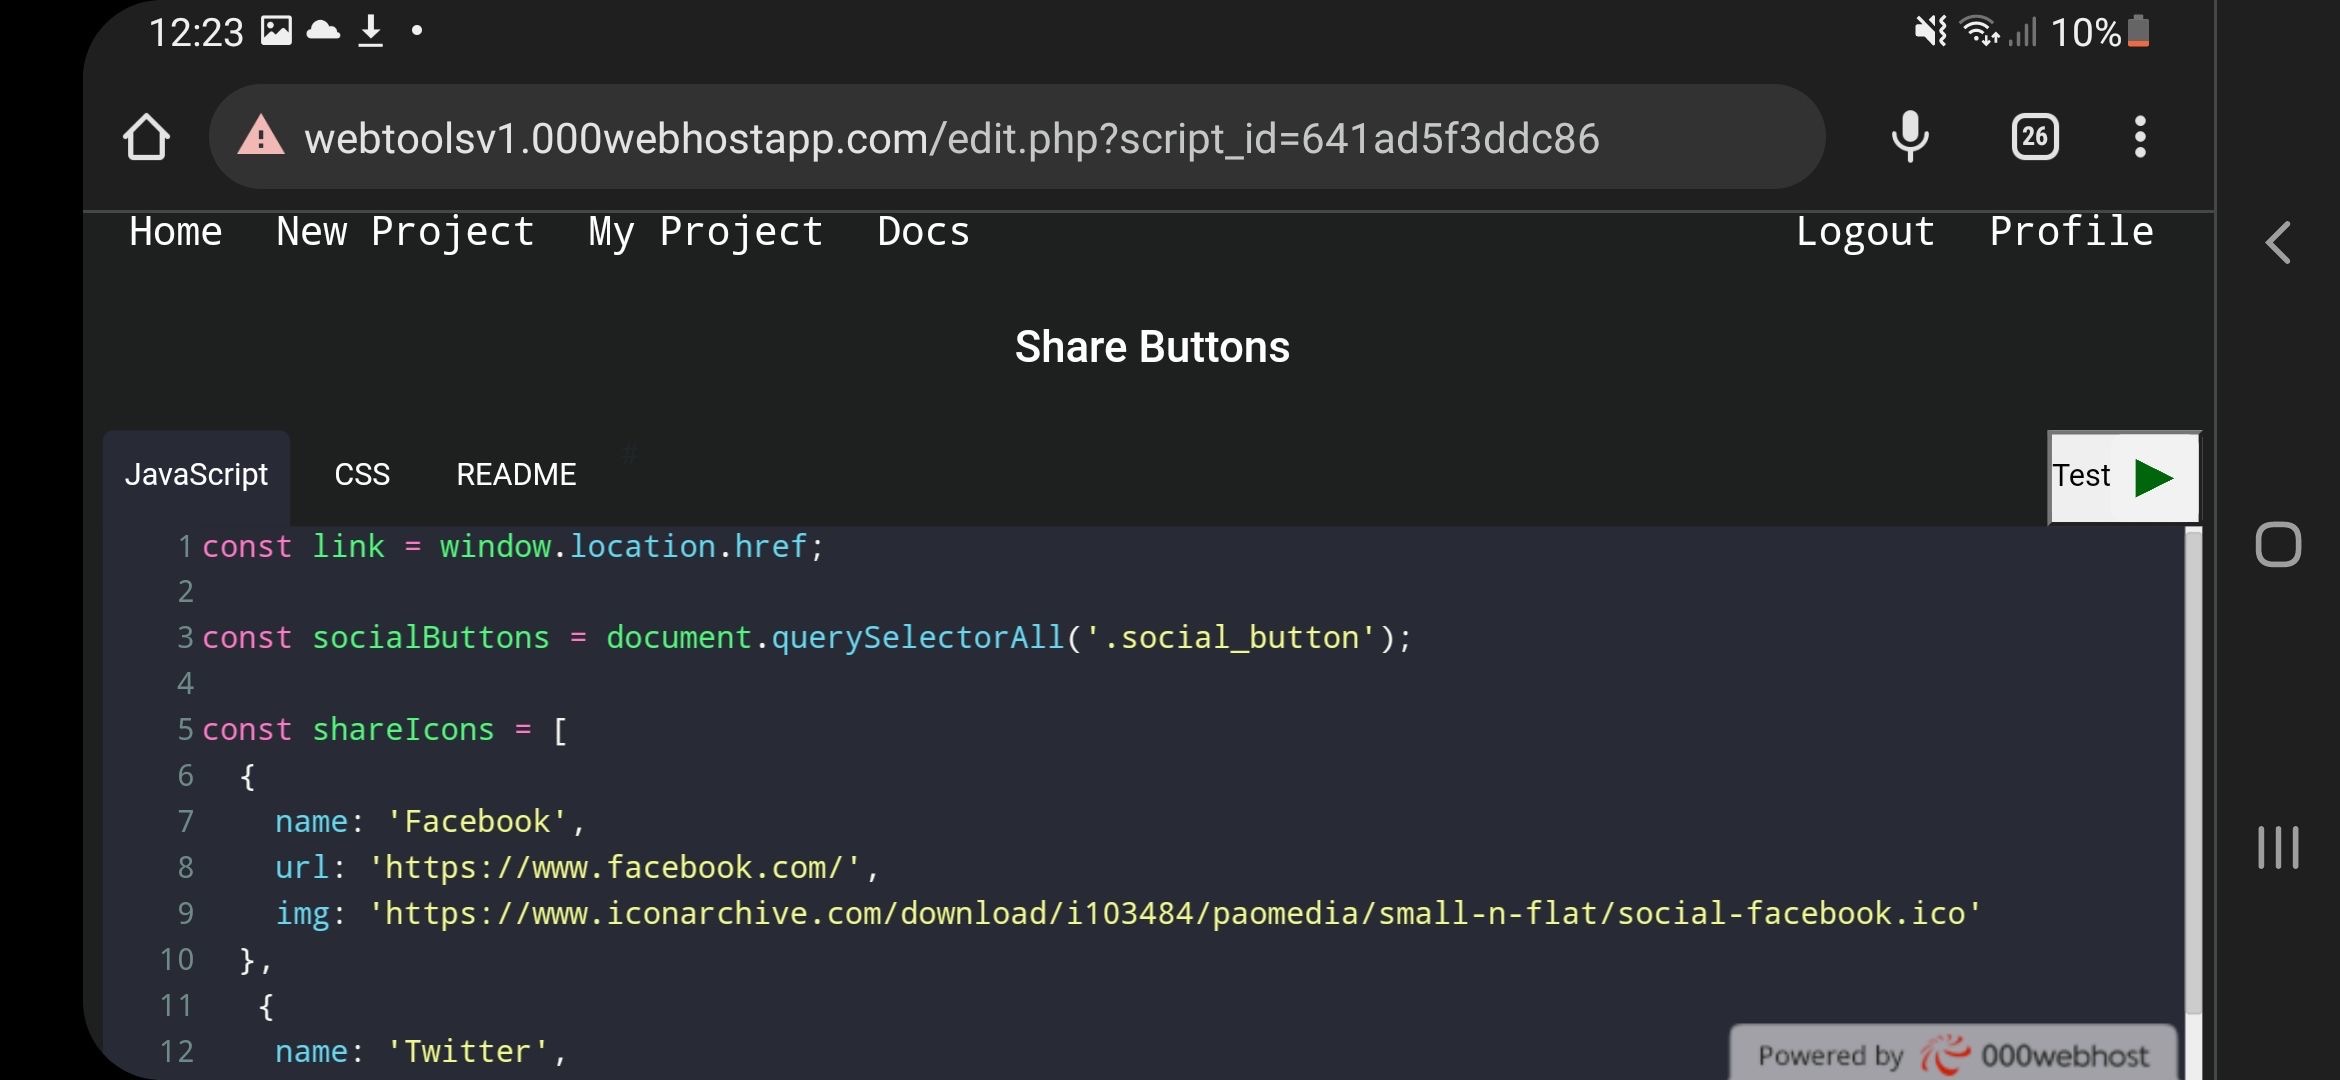 12:23
10%
webtoolsv1.000webhostapp.com/edit.php?script_id=641ad5f3ddc86
26
Home New Project My Project Docs Logout Profile
Share Buttons
JavaScript CSS README # Test
1 const link = window.location.href;
2
3 const socialButtons = document.querySelectorAll('.social_button');
4
5 const shareIcons = [
6 {
7 name: 'Facebook',
8 url: 'https://www.facebook.com/',
9 img: 'https://www.iconarchive.com/download/i103484/paomedia/small-n-flat/social-facebook.ico'
10 },
11 {
12 name: 'Twitter',
Powered by 000webhost